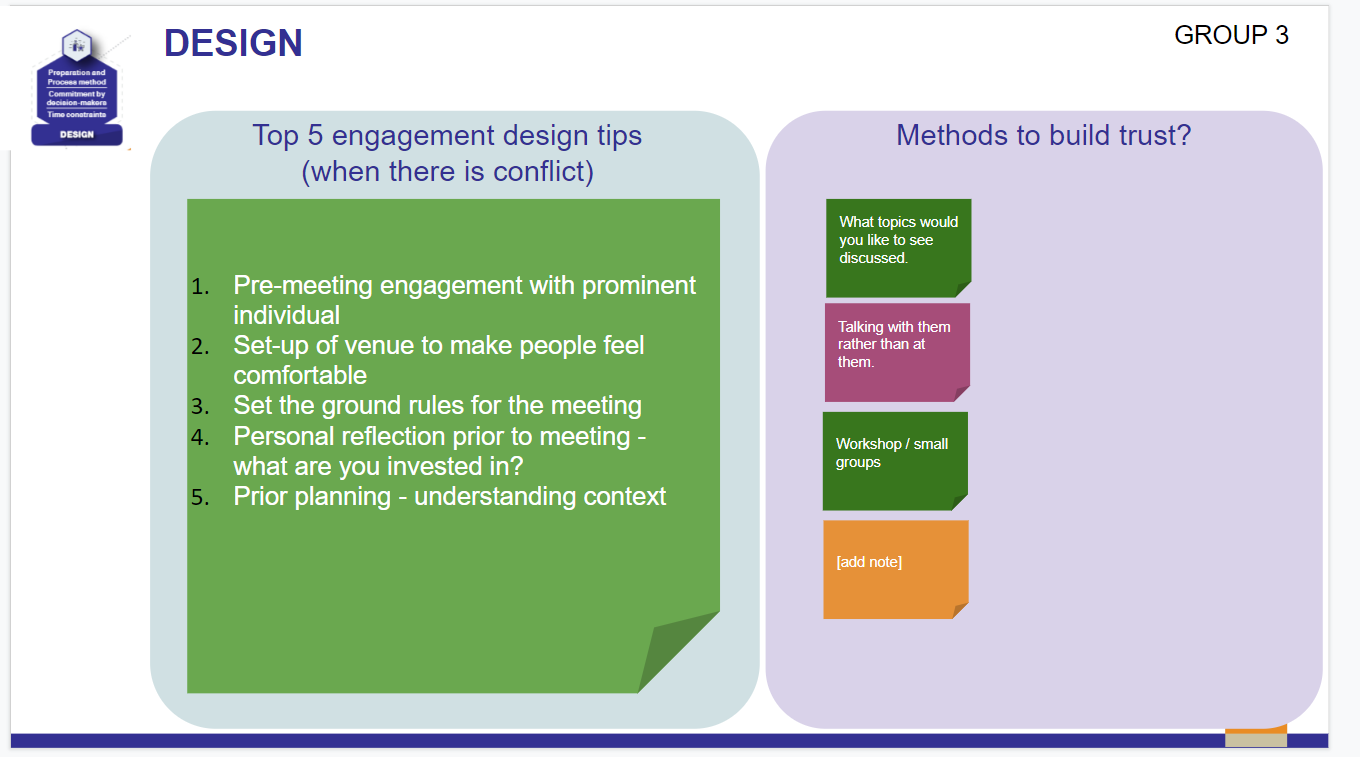 DESIGN
GROUP 3
Preparation and
Process method
Commitment by
decision-makers
Time constraints
DESIGN
Top 5 engagement design tips
(when there is conflict)
1. Pre-meeting engagement with prominent
individual
2. Set-up of venue to make people feel
comfortable
3. Set the ground rules for the meeting
4. Personal reflection prior to meeting -
what are you invested in?
5. Prior planning - understanding context
Methods to build trust?
What topics would
you like to see
discussed.
Talking with them
rather than at
them.
Workshop / small
groups
[add note]